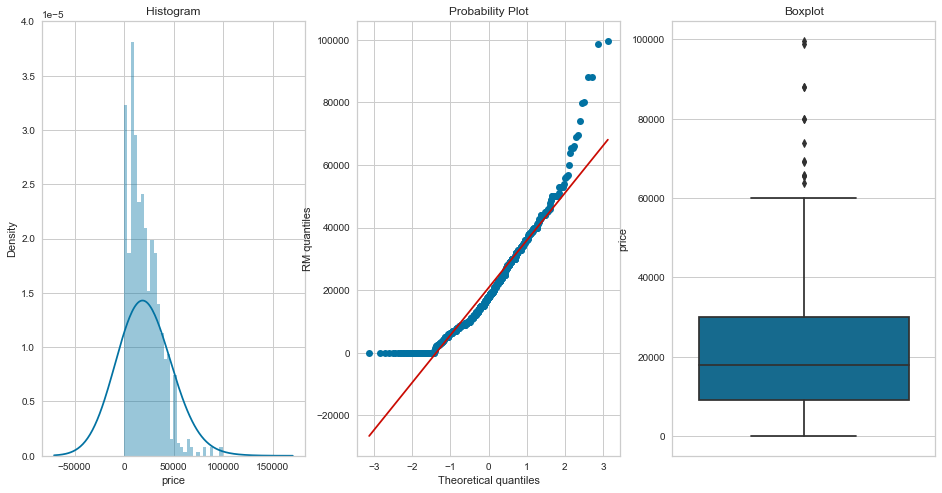 Histogram
1e−5
4.0
3.5
3.0
2.5
2.0
1.5
1.0
0.5
0.0
Density
−50000 0 50000 100000 150000
price
Probability Plot
100000
80000
60000
40000
20000
0
−20000
RM quantiles
−3 −2 −1 0 1 2 3
Theoretical quantiles
Boxplot
100000
80000
60000
40000
20000
0
price